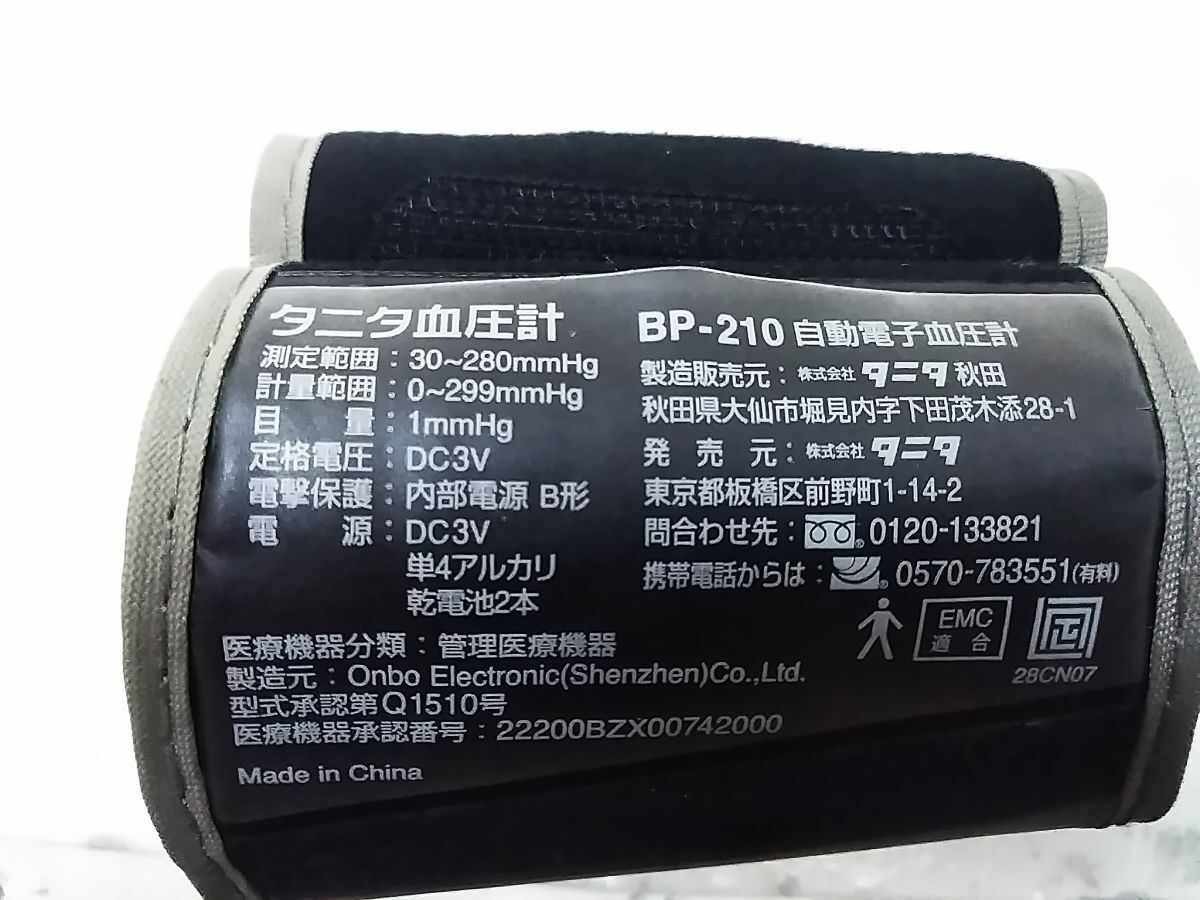 タニタ血圧計
測定範囲：30~280mmHg
計量範囲：0~299mmHg
目　　量：1mmHg
定格電圧：DC3V
電撃保護：内部電源 B形
電　　源：DC3V
単4アルカリ
乾電池2本
BP-210 自動電子血圧計
製造販売元：株式会社 タニタ 秋田
秋田県大仙市堀見内字下田茂木添28-1
発　売　元：株式会社 タニタ
東京都板橋区前野町1-14-2
問合わせ先：® 0120-133821
携帯電話からは：® 0570-783551(有料)
EMC
適合
正
28CN07
医療機器分類：管理医療機器
製造元：Onbo Electronic(Shenzhen)Co.,Ltd.
型式承認第Q1510号
医療機器承認番号：22200BZX00742000
Made in China